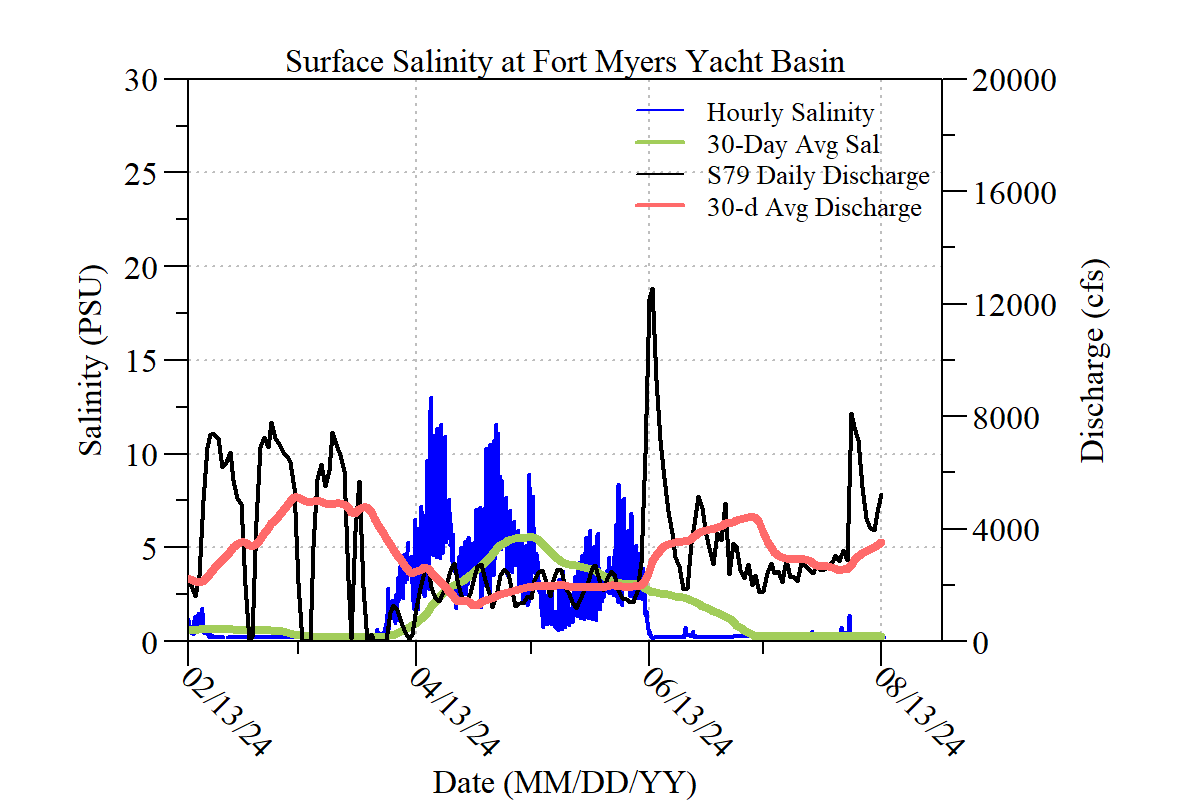 Surface Salinity at Fort Myers Yacht Basin
30
25
20
15
10
5
0
Salinity (PSU)
Hourly Salinity
30-Day Avg Sal
S79 Daily Discharge
30-d Avg Discharge
20000
16000
12000
8000
4000
0
Discharge (cfs)
02/13/24
04/13/24
06/13/24
08/13/24
Date (MM/DD/YY)